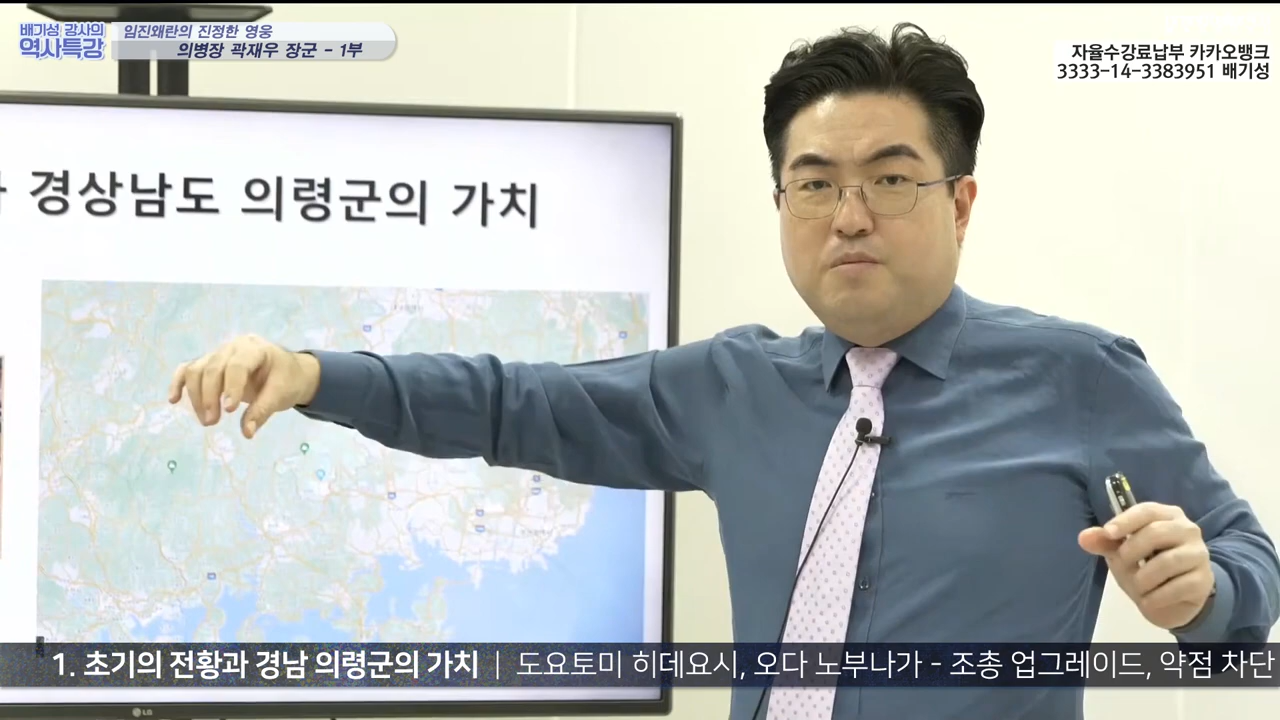 배기성 강사의
역사특강
임진왜란의 진정한 영웅
의병장 곽재우 장군 - 1부
자율수강료납부 카카오뱅크
3333-14-3383951 배기성
경상남도 의령군의 가치
1. 초기의 전황과 경남 의령군의 가치 | 도요토미 히데요시, 오다 노부나가 - 조총 업그레이드, 약점 차단
LG